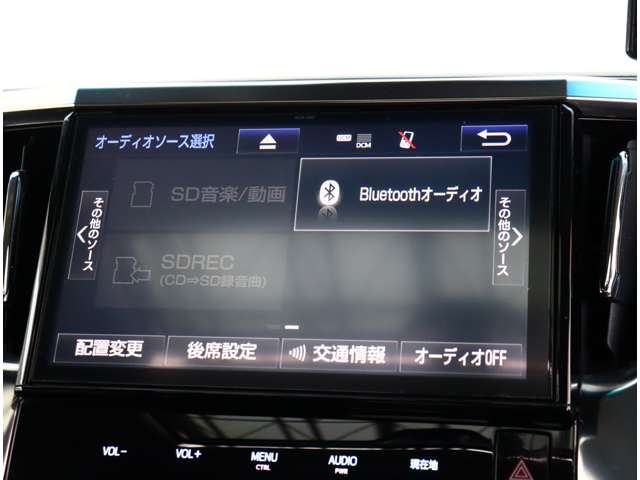 オーディオソース選択
DCM
SD音楽/動画
Bluetoothオーディオ
その他のソース
その他のソース
SDREC
(CD⇒SD録音曲)
配置変更
後席設定
交通情報
オーディオOFF
VOL-
VOL+
MENU
CTRL
AUDIO
PWR
現在地